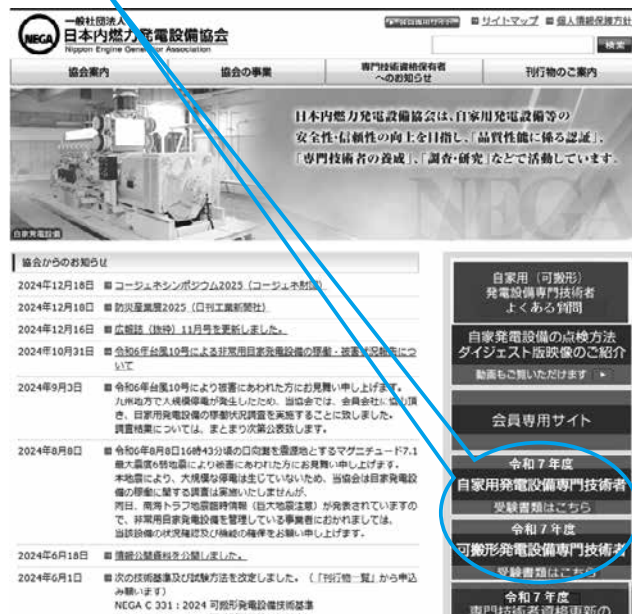 一般社団法人
日本内燃力発電設備協会
Nippon Engine Generator Association
NEGA
サイトマップ
個人情報保護方針
検索
協会案内
協会の事業
専門技術資格保有者
へのお知らせ
刊行物のご案内
日本内燃力発電設備協会は、自家用発電設備等の
安全性・信頼性の向上を目指し、「品質性能に係る認証」、
「専門技術者の養成」、「調査・研究」などで活動しています。
NEGA
自家発電設備
協会からのお知らせ
2024年12月18日 コージェネシンポジウム2025(コージェネ財団)
2024年12月18日 防災産業展2025(日刊工業新聞社)
2024年12月16日 広報誌(抜粋)11月号を更新しました。
2024年10月31日 令和6年台風10号による非常用自家発電設備の稼働・被害状況報告につ
いて
2024年9月3日 令和6年台風10号により被害にあわれた方にお見舞い申し上げます。
九州地方で大規模停電が発生したため、当協会では、会員会社に協力頂
き、自家用発電設備の稼働状況調査を実施することに致しました。
調査結果については、まとまり次第公表致します。
2024年8月8日 令和6年8月8日16時43分頃の日向灘を震源地とするマグニチュード7.1
最大震度6弱地震により被害にあわれた方にお見舞い申し上げます。
本地震により、大規模な停電は生じていないため、当協会は自家発電設
備の稼働に関する調査は実施いたしませんが、
同日、南海トラフ地震臨時情報(巨大地震注意)が発表されていますの
で、非常用自家発電設備を管理している事業者におかれましては、
当該設備の状況確認及び機能の確保をお願い申し上げます。
2024年6月18日 情報公開資料を公開しました。
2024年6月1日 次の技術基準及び試験方法を改定しました。(「刊行物一覧」から申込
み願います)
NEGA C 331:2024 可搬形発電設備技術基準
自家用(可搬形)
発電設備専門技術者
よくある質問
自家発電設備の点検方法
ダイジェスト版映像のご紹介
動画もご覧いただけます
会員専用サイト
令和7年度
自家用発電設備専門技術者
受験書類はこちら
令和7年度
可搬形発電設備専門技術者
受験書類はこちら
令和7年度
専門技術者資格更新の